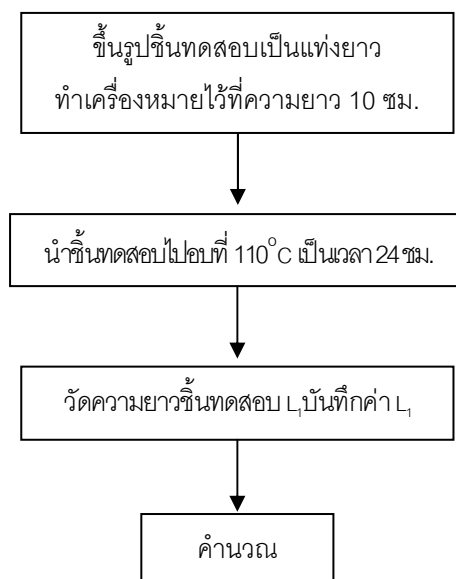 ขึ้นรูปชิ้นทดสอบเป็นแท่งยาว
ทำเครื่องหมายไว้ที่ความยาว 10 ซม.
นำชิ้นทดสอบไปอบที่ 110°C เป็นเวลา 24 ชม.
วัดความยาวชิ้นทดสอบ L₁ บันทึกค่า L₁
คำนวณ